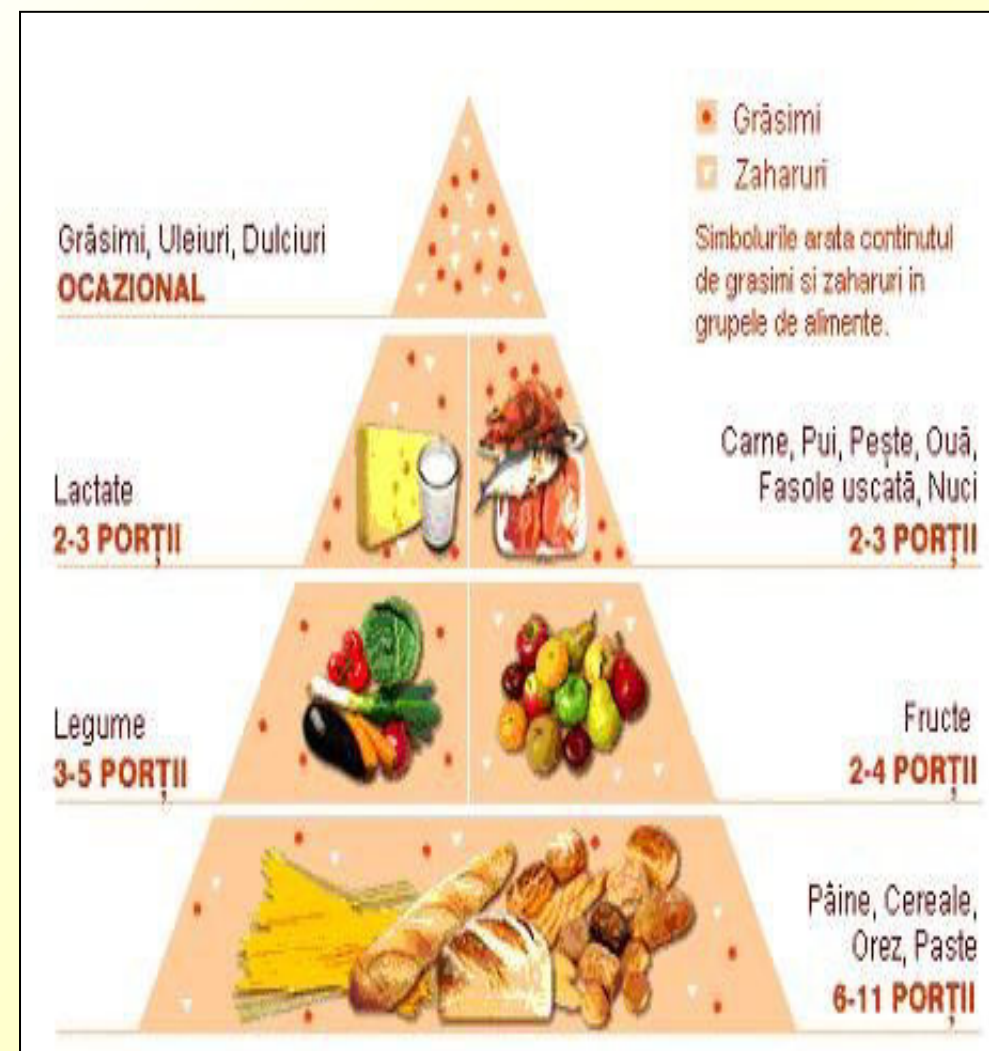 Grăsimi
Zaharuri
Simbolurile arata continutul
de grasimi si zaharuri in
grupele de alimente.
Grăsimi, Uleiuri, Dulciuri
OCAZIONAL
Lactate
2-3 PORȚII
Carne, Pui, Pește, Ouă,
Fasole uscată, Nuci
2-3 PORȚII
Legume
3-5 PORȚII
Fructe
2-4 PORȚII
Pâine, Cereale,
Orez, Paste
6-11 PORȚII